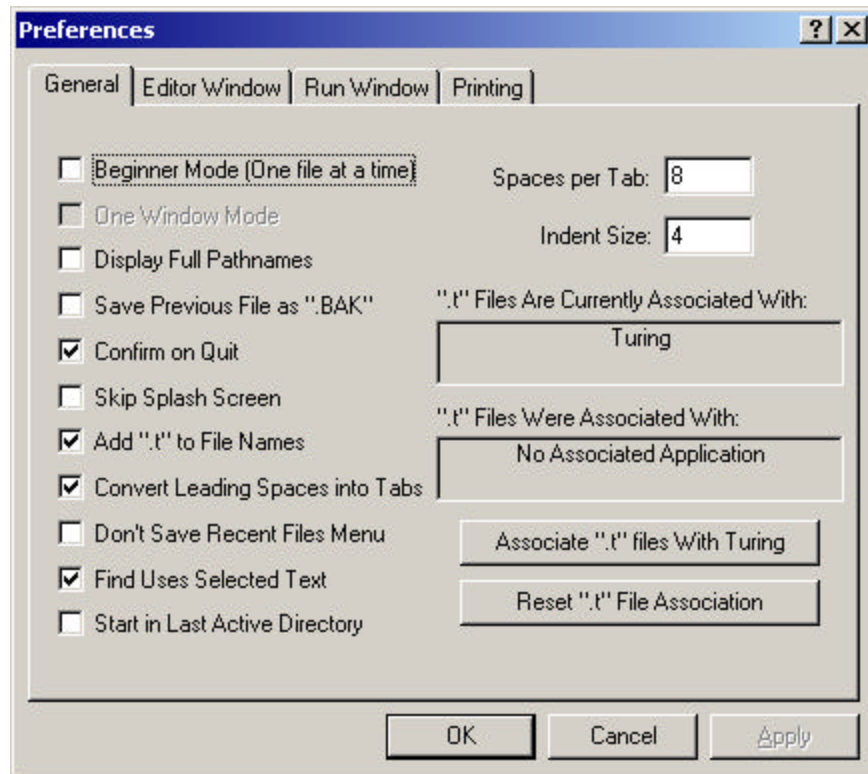 Preferences
General Editor Window Run Window Printing
Beginner Mode (One file at a time)
One Window Mode
Display Full Pathnames
Save Previous File as ".BAK"
Confirm on Quit
Skip Splash Screen
Add ".t" to File Names
Convert Leading Spaces into Tabs
Don't Save Recent Files Menu
Find Uses Selected Text
Start in Last Active Directory
Spaces per Tab: 8
Indent Size: 4
".t" Files Are Currently Associated With:
Turing
".t" Files Were Associated With:
No Associated Application
Associate ".t" files With Turing
Reset ".t" File Association
OK Cancel Apply